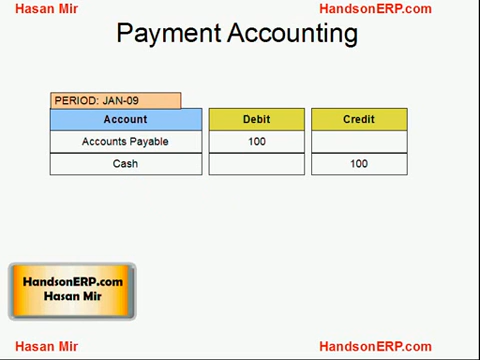 Hasan Mir HandsonERP.com
Payment Accounting
PERIOD: JAN-09
Account Debit Credit
Accounts Payable 100
Cash 100
HandsonERP.com
Hasan Mir
Hasan Mir HandsonERP.com